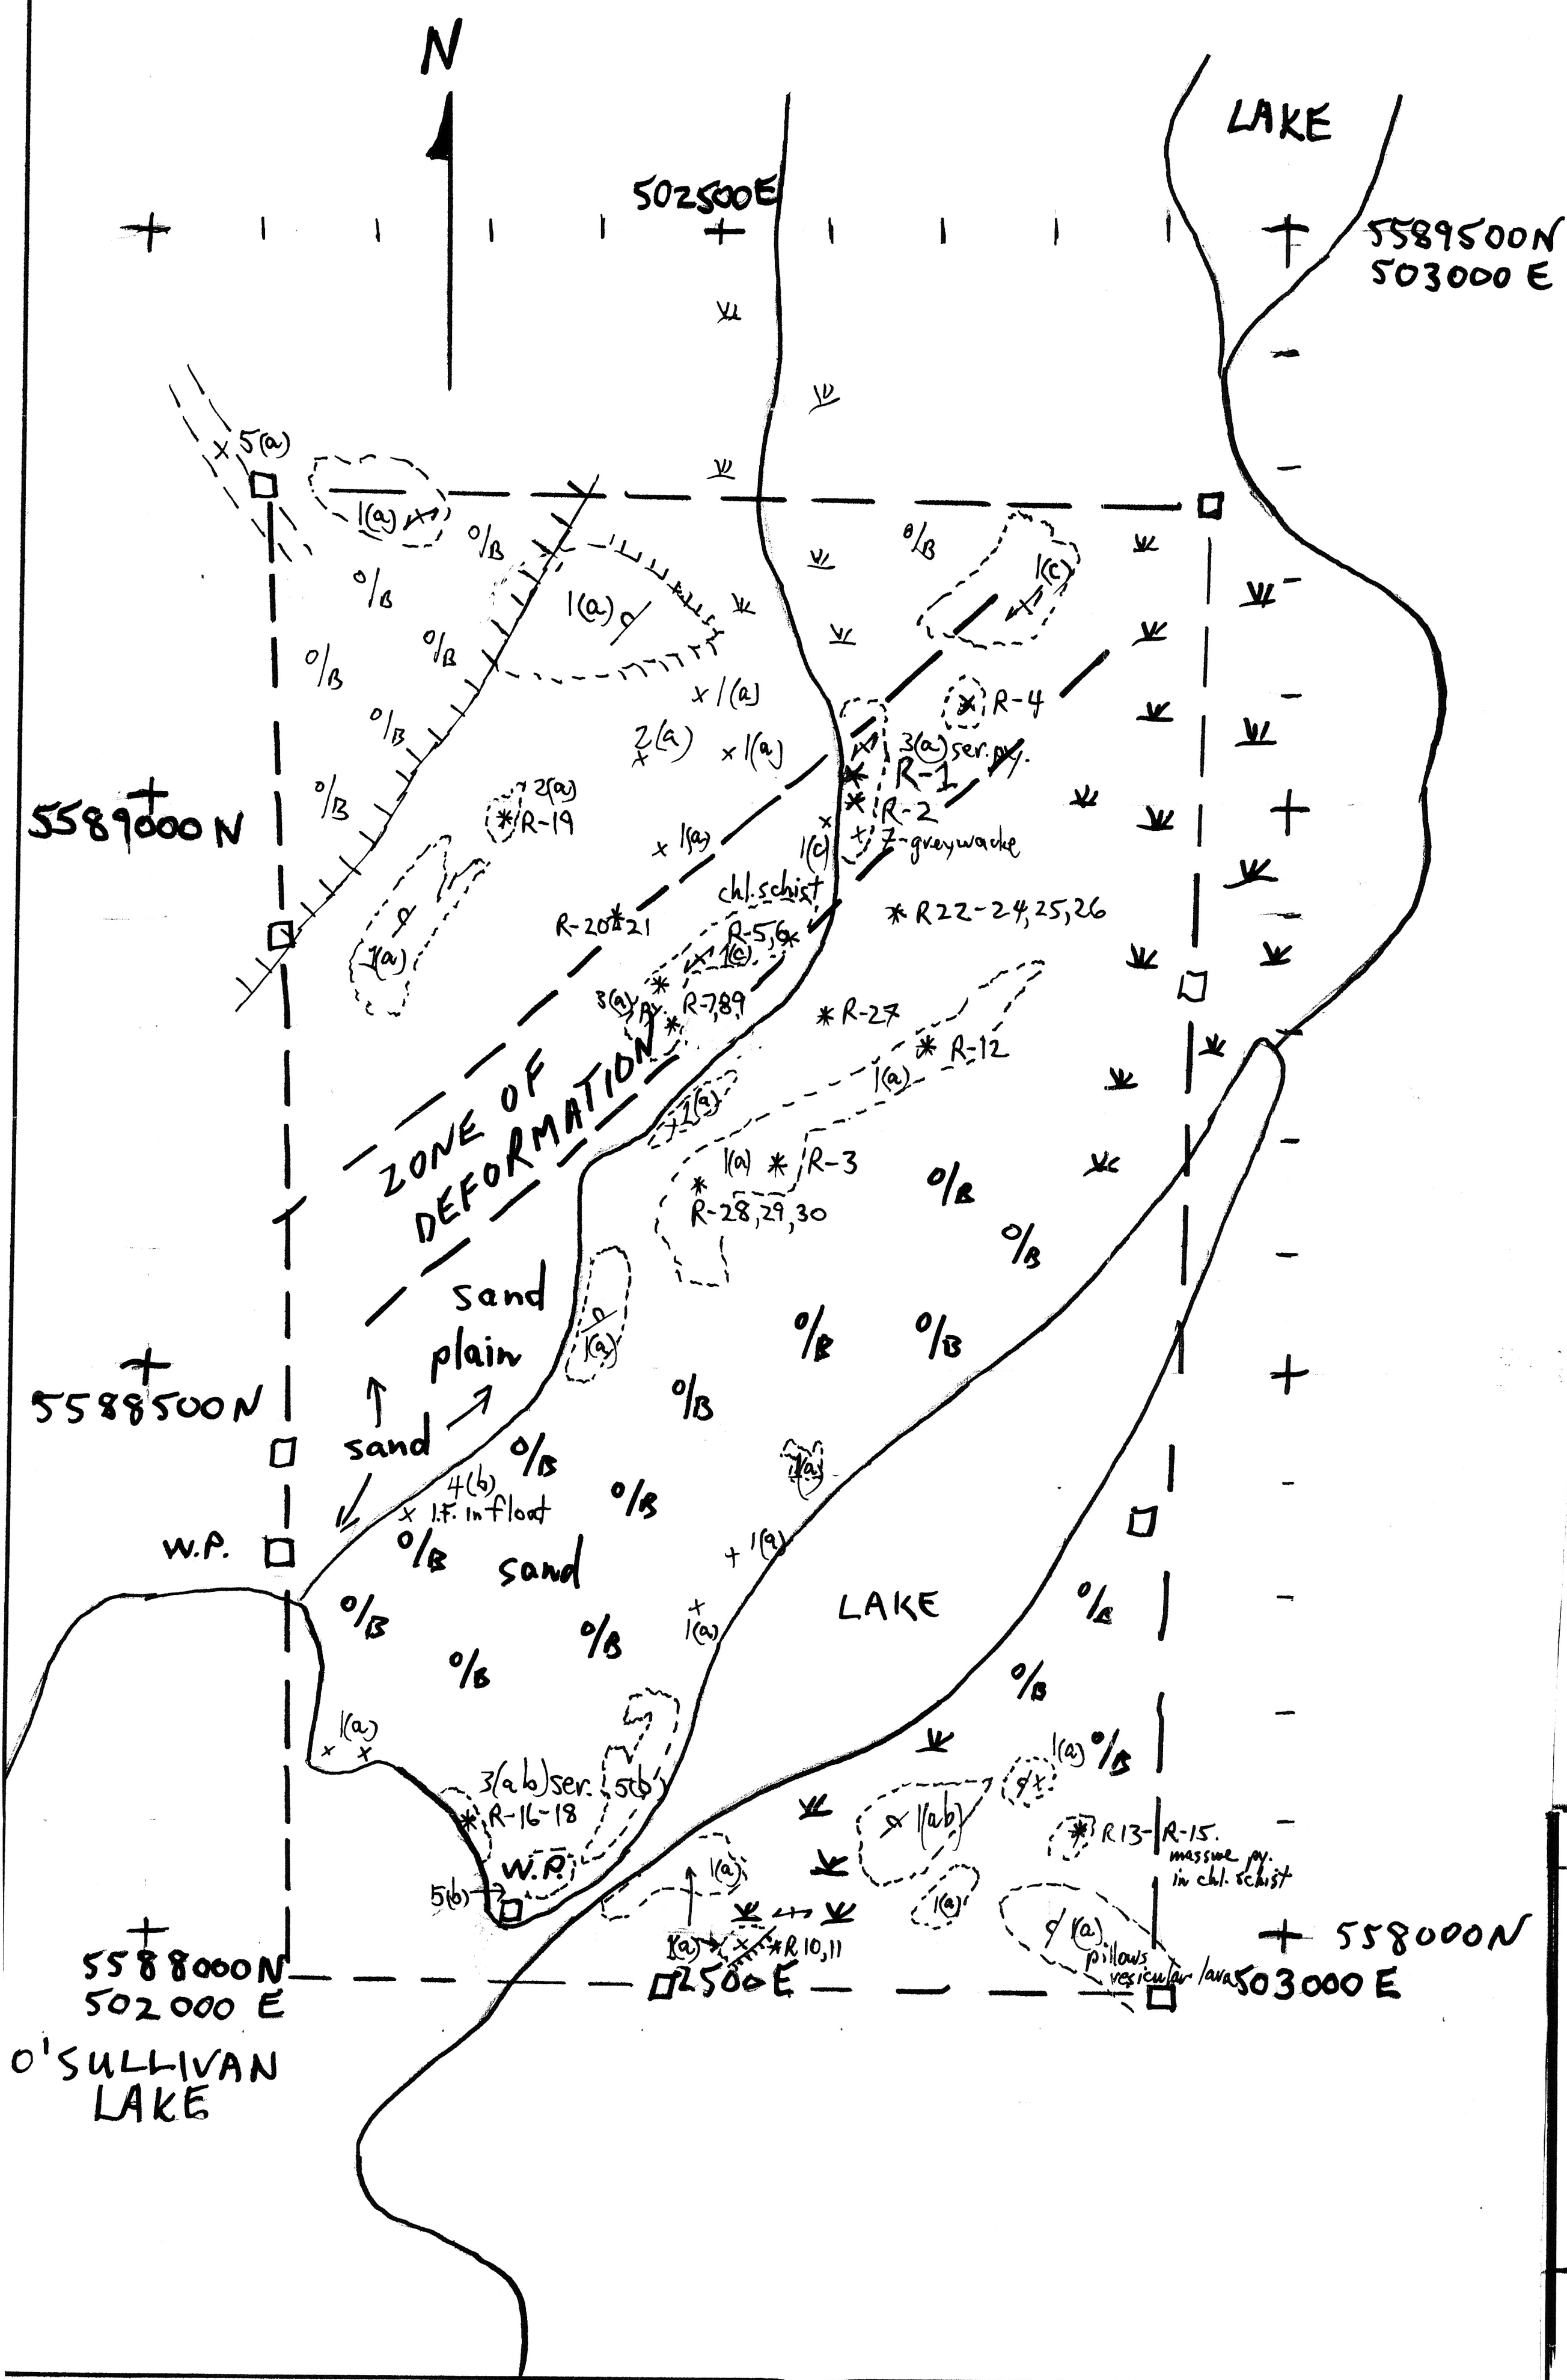 N
LAKE
502500E
5589500N
503000 E
5(a)
1(a)
O/B
O/B
1(c)
O/B
1(a)
O/B
O/B
O/B
1(a)
R-4
2(a)
1(a)
3(a) ser. py.
R-1
2(a)
R-19
O/B
R-2
5589000N
1(a)
1(c)
7-greywacke
chl. schist
R-20 21
R-5,6
R22-24,25,26
1(a)
1(c)
3(a) py
R-7,8,9
R-27
R-12
1(a)
ZONE OF
DEFORMATION
2(a)
1(a)
R-3
O/B
R-28,29,30
O/B
sand
plain
1(a)
O/B
O/B
5588500N
O/B
sand
O/B
1(a)
4(b)
I.F. in float
O/B
W.P.
O/B
sand
1(a)
LAKE
O/B
O/B
O/B
1(a)
O/B
O/B
1(a)
1(a)
O/B
3(ab) ser.
5(b)
R-16-18
1(ab)
R13-R-15.
massive py.
in chl. schist
W.P.
1(a)
5(b)
1(a)
1(a)
R10,11
1(a)
pillows
vesicular lava
558000N
5588000N
502000 E
2500E
503000 E
O'SULLIVAN
LAKE